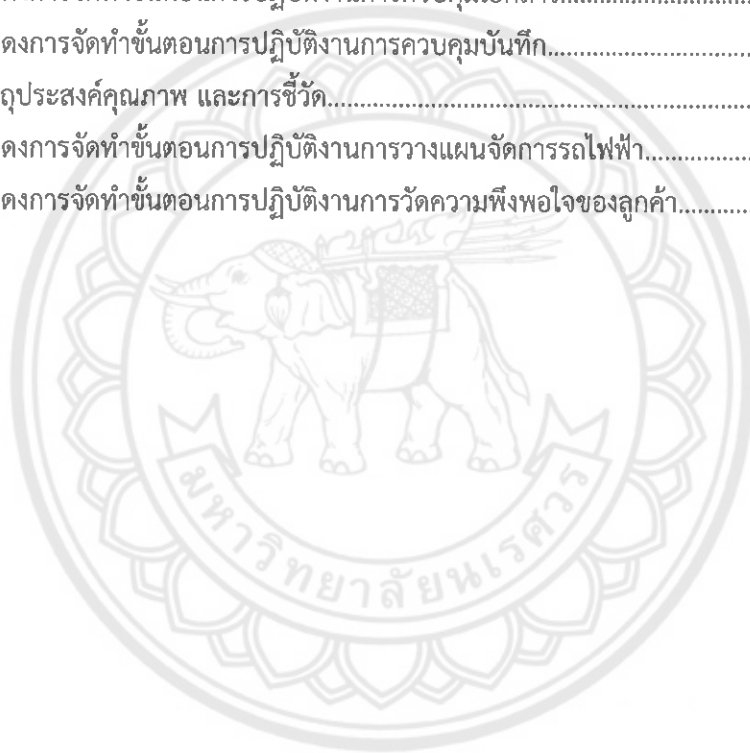 ดงการจัดทำขั้นตอนการปฏิบัติงานการควบคุมบันทึก
ถุประสงค์คุณภาพ และการชี้วัด
ดงการจัดทำขั้นตอนการปฏิบัติงานการวางแผนจัดการรถไฟฟ้า
ดงการจัดทำขั้นตอนการปฏิบัติงานการวัดความพึงพอใจของลูกค้า
มหาวิทยาลัยนเรศวร